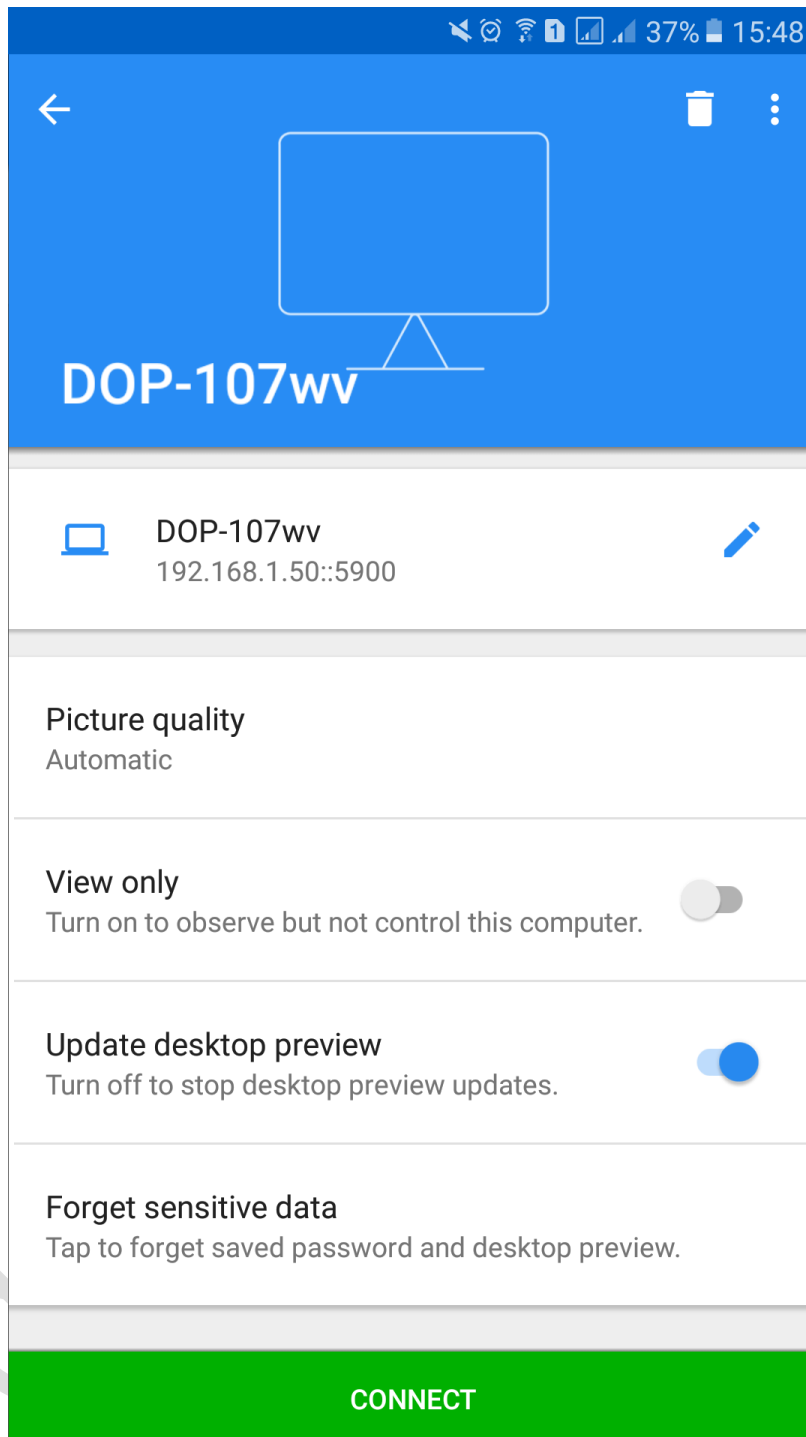 1 37% 15:48
DOP-107wv
DOP-107wv
192.168.1.50::5900
Picture quality
Automatic
View only
Turn on to observe but not control this computer.
Update desktop preview
Turn off to stop desktop preview updates.
Forget sensitive data
Tap to forget saved password and desktop preview.
CONNECT